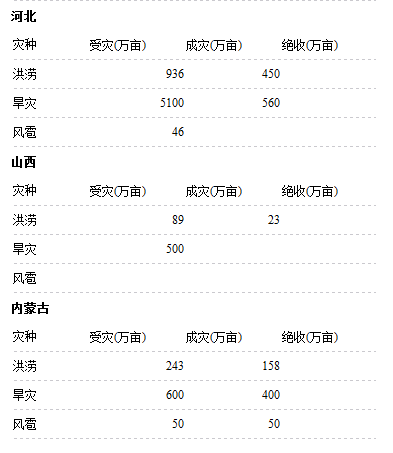 河北
灾种 受灾(万亩) 成灾(万亩) 绝收(万亩)
洪涝 936 450
旱灾 5100 560
风雹 46
山西
灾种 受灾(万亩) 成灾(万亩) 绝收(万亩)
洪涝 89 23
旱灾 500
风雹
内蒙古
灾种 受灾(万亩) 成灾(万亩) 绝收(万亩)
洪涝 243 158
旱灾 600 400
风雹 50 50